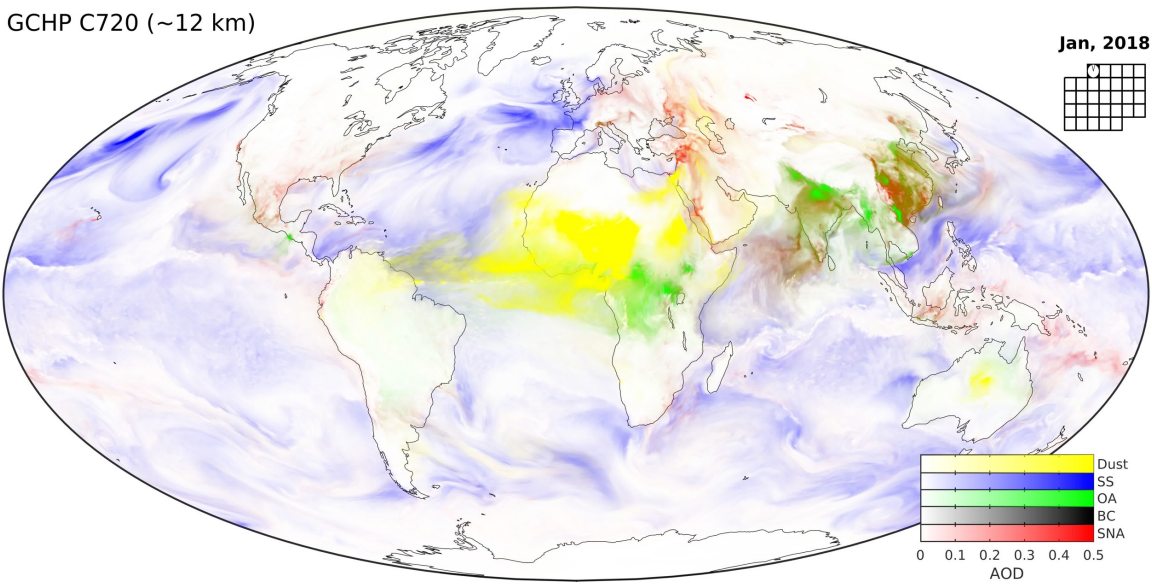 GCHP C720 (~12 km)
Jan, 2018
Dust
SS
OA
BC
SNA
0 0.1 0.2 0.3 0.4 0.5
AOD